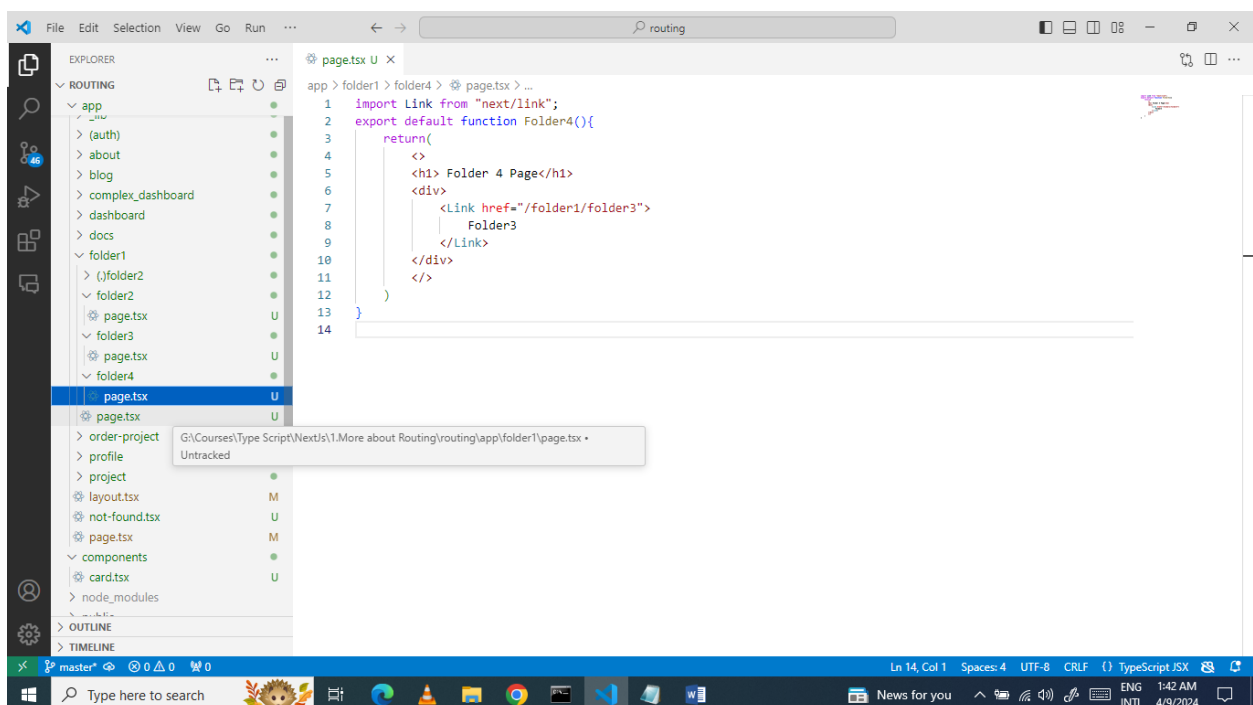 File Edit Selection View Go Run ···
routing
EXPLORER ···
page.tsx U
ROUTING
app > folder1 > folder4 > page.tsx > ...
app
_lib
(auth)
about
blog
complex_dashboard
dashboard
docs
folder1
(.)folder2
folder2
page.tsx U
folder3
page.tsx U
folder4
page.tsx U
page.tsx U
order-project
profile
project
layout.tsx M
not-found.tsx U
page.tsx M
components
card.tsx U
node_modules
OUTLINE
TIMELINE
46
1 import Link from "next/link";
2 export default function Folder4(){
3 return(
4 <>
5 <h1> Folder 4 Page</h1>
6 <div>
7 <Link href="/folder1/folder3">
8 Folder3
9 </Link>
10 </div>
11 </>
12 )
13 }
14
G:\Courses\Type Script\NextJs\1.More about Routing\routing\app\folder1\page.tsx •
Untracked
master* 0 0 0 Ln 14, Col 1 Spaces: 4 UTF-8 CRLF {} TypeScript JSX
Type here to search News for you ENG 1:42 AM
INTL 4/9/2024